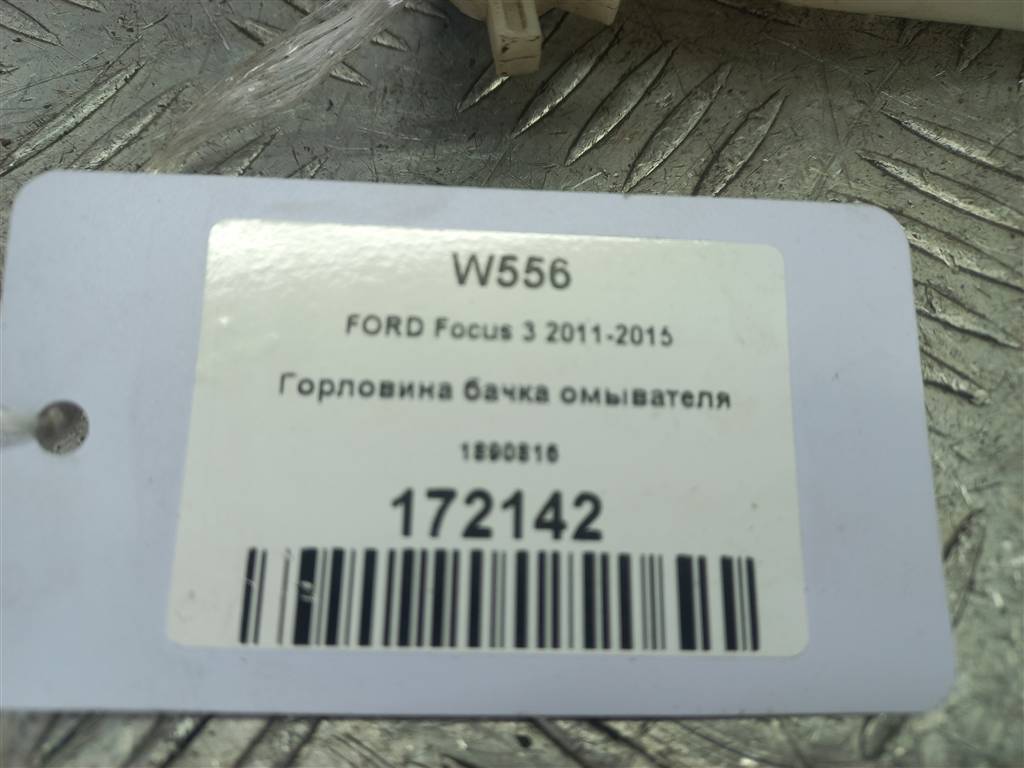 W556
FORD Focus 3 2011-2015
Горловина бачка омывателя
1890816
172142